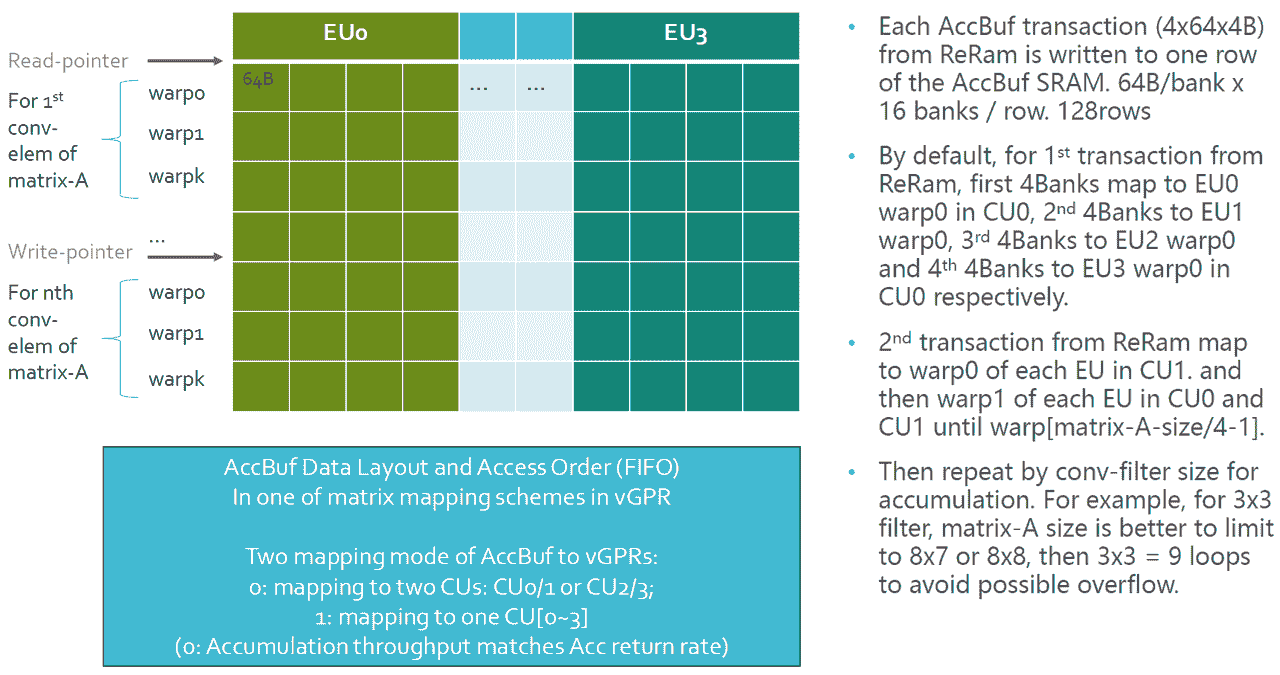 EU0
EU3
Read-pointer
64B
...
...
For 1st
conv-
elem of
matrix-A
warp0
warp1
warpk
...
Write-pointer
For nth
conv-
elem of
matrix-A
warp0
warp1
warpk
AccBuf Data Layout and Access Order (FIFO)
In one of matrix mapping schemes in vGPR
Two mapping mode of AccBuf to vGPRs:
0: mapping to two CUs: CU0/1 or CU2/3;
1: mapping to one CU[0~3]
(0: Accumulation throughput matches Acc return rate)
• Each AccBuf transaction (4x64x4B)
from ReRam is written to one row
of the AccBuf SRAM. 64B/bank x
16 banks / row. 128rows
• By default, for 1st transaction from
ReRam, first 4Banks map to EU0
warp0 in CU0, 2nd 4Banks to EU1
warp0, 3rd 4Banks to EU2 warp0
and 4th 4Banks to EU3 warp0 in
CU0 respectively.
• 2nd transaction from ReRam map
to warp0 of each EU in CU1. and
then warp1 of each EU in CU0 and
CU1 until warp[matrix-A-size/4-1].
• Then repeat by conv-filter size for
accumulation. For example, for 3x3
filter, matrix-A size is better to limit
to 8x7 or 8x8, then 3x3 = 9 loops
to avoid possible overflow.